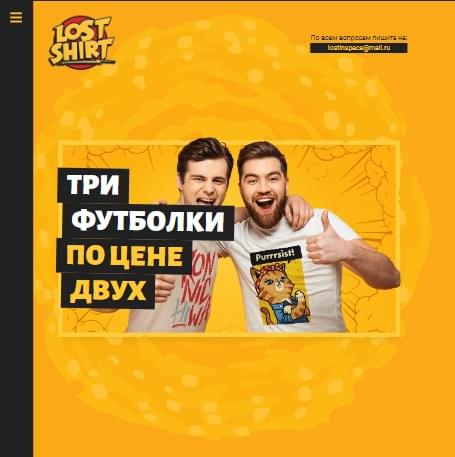 LOST
SHIRT
По всем вопросам пишите на:
lostinspace@mail.ru
ТРИ
ФУТБОЛКИ
ПО ЦЕНЕ
ДВУХ
Purrrsist!